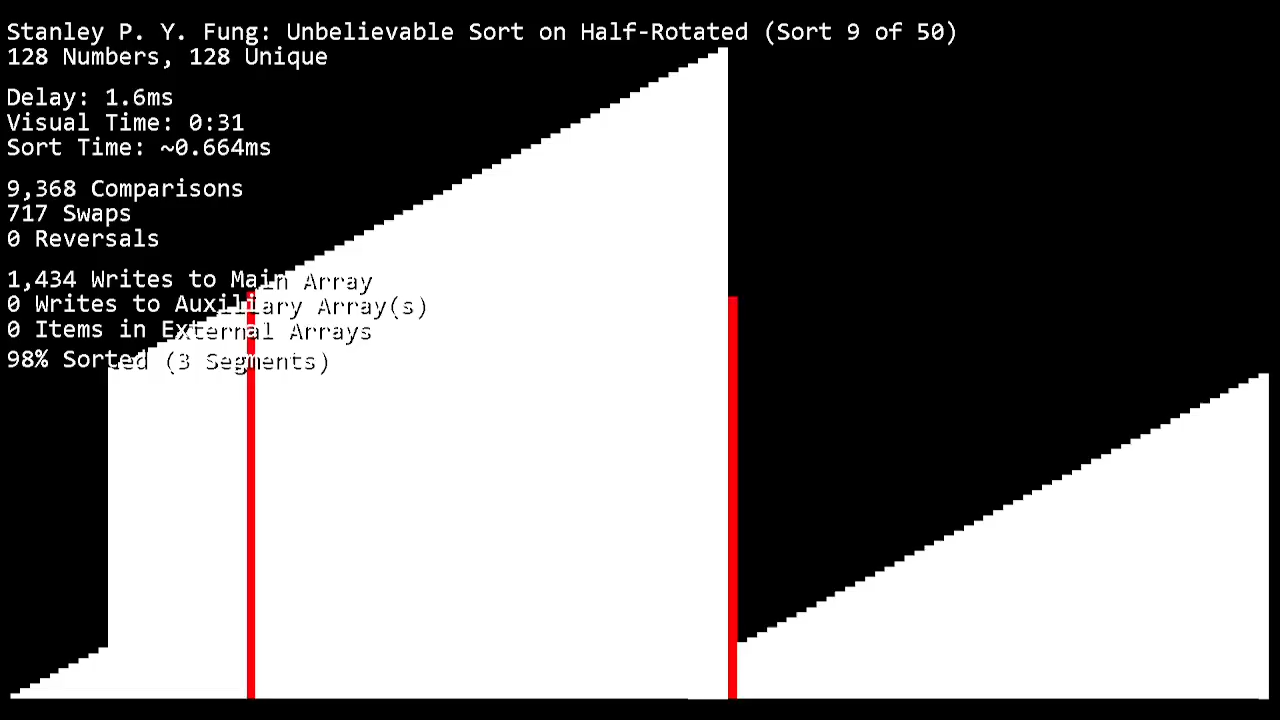 Stanley P. Y. Fung: Unbelievable Sort on Half-Rotated (Sort 9 of 50)
128 Numbers, 128 Unique
Delay: 1.6ms
Visual Time: 0:31
Sort Time: ~0.664ms
9,368 Comparisons
717 Swaps
0 Reversals
1,434 Writes to Main Array
0 Writes to Auxiliary Array(s)
0 Items in External Arrays
98% Sorted (3 Segments)